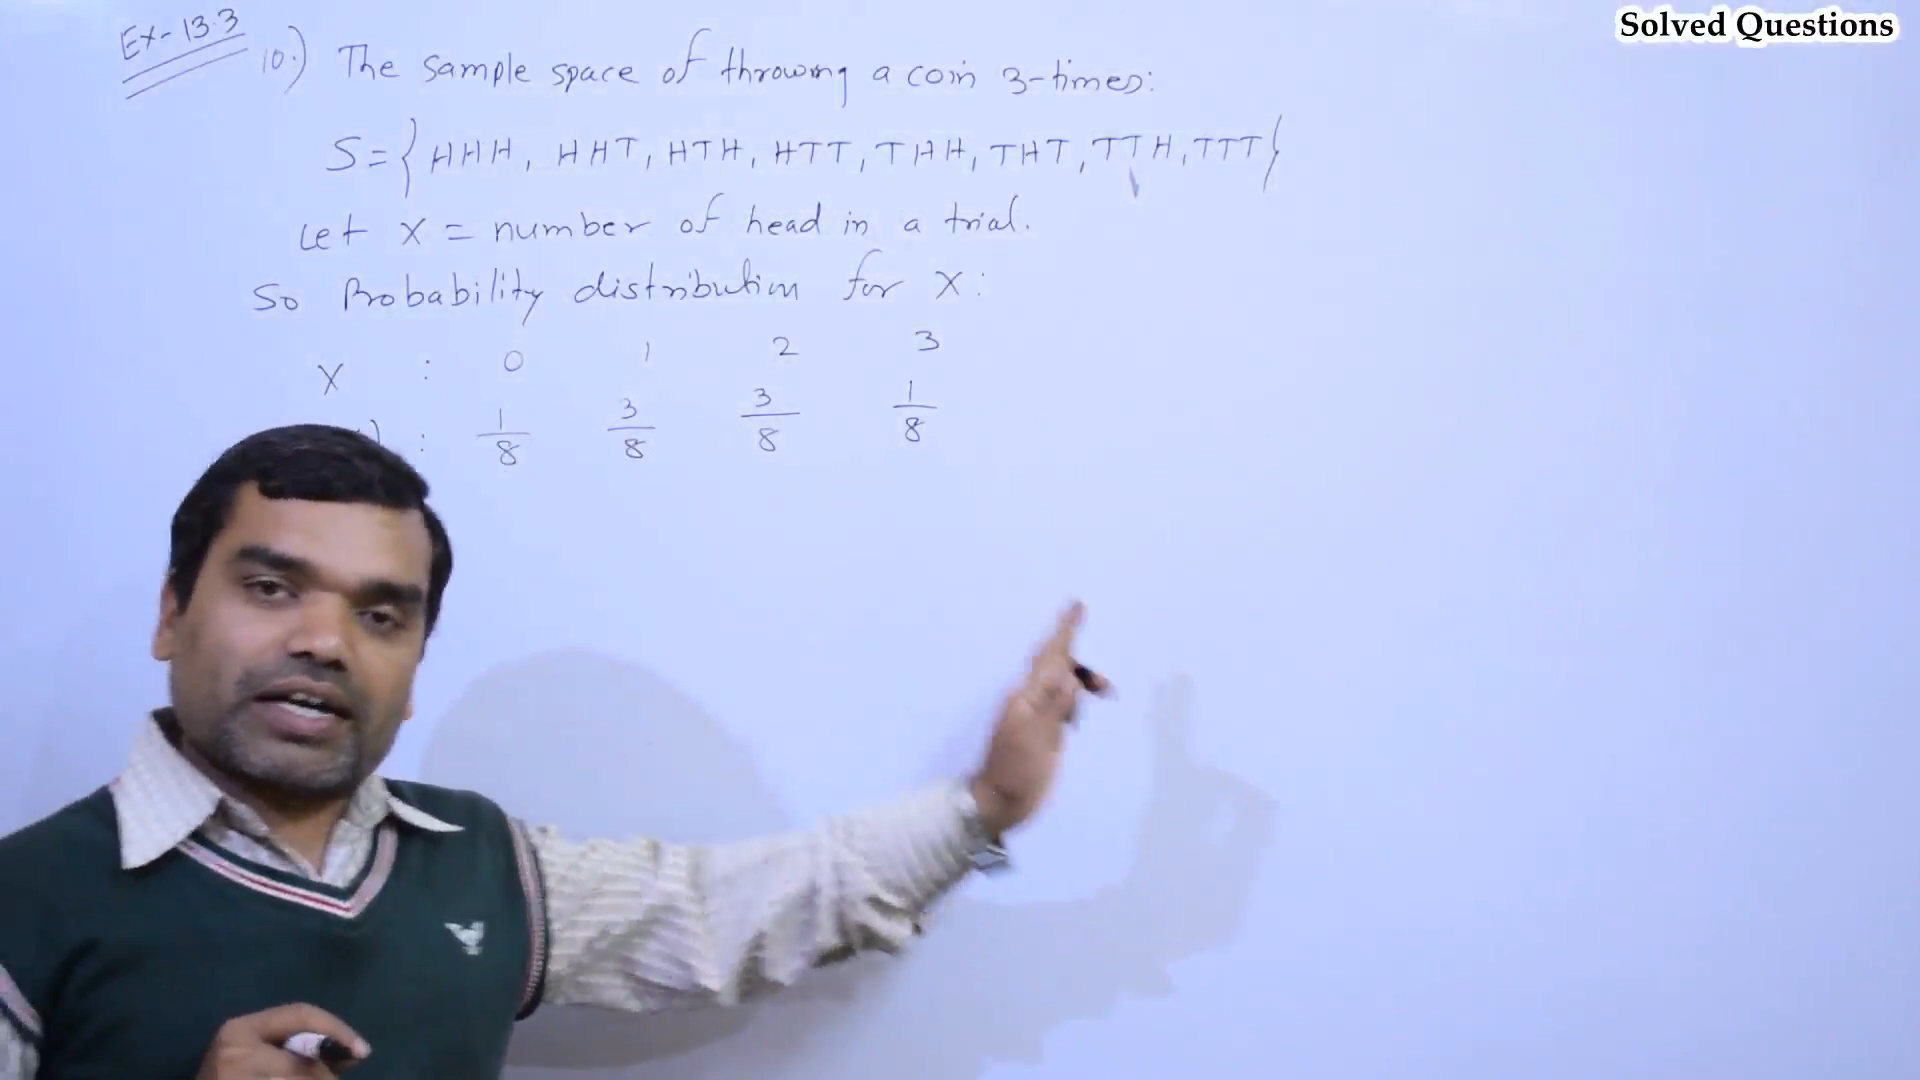 Solved Questions
Ex-13.3
10.) The sample space of throwing a coin 3-times:
S={HHH, HHT, HTH, HTT, THH, THT, TTH, TTT}
Let X = number of head in a trial.
So Probability distribution for X:
X : 0 1 2 3
) : 1/8 3/8 3/8 1/8